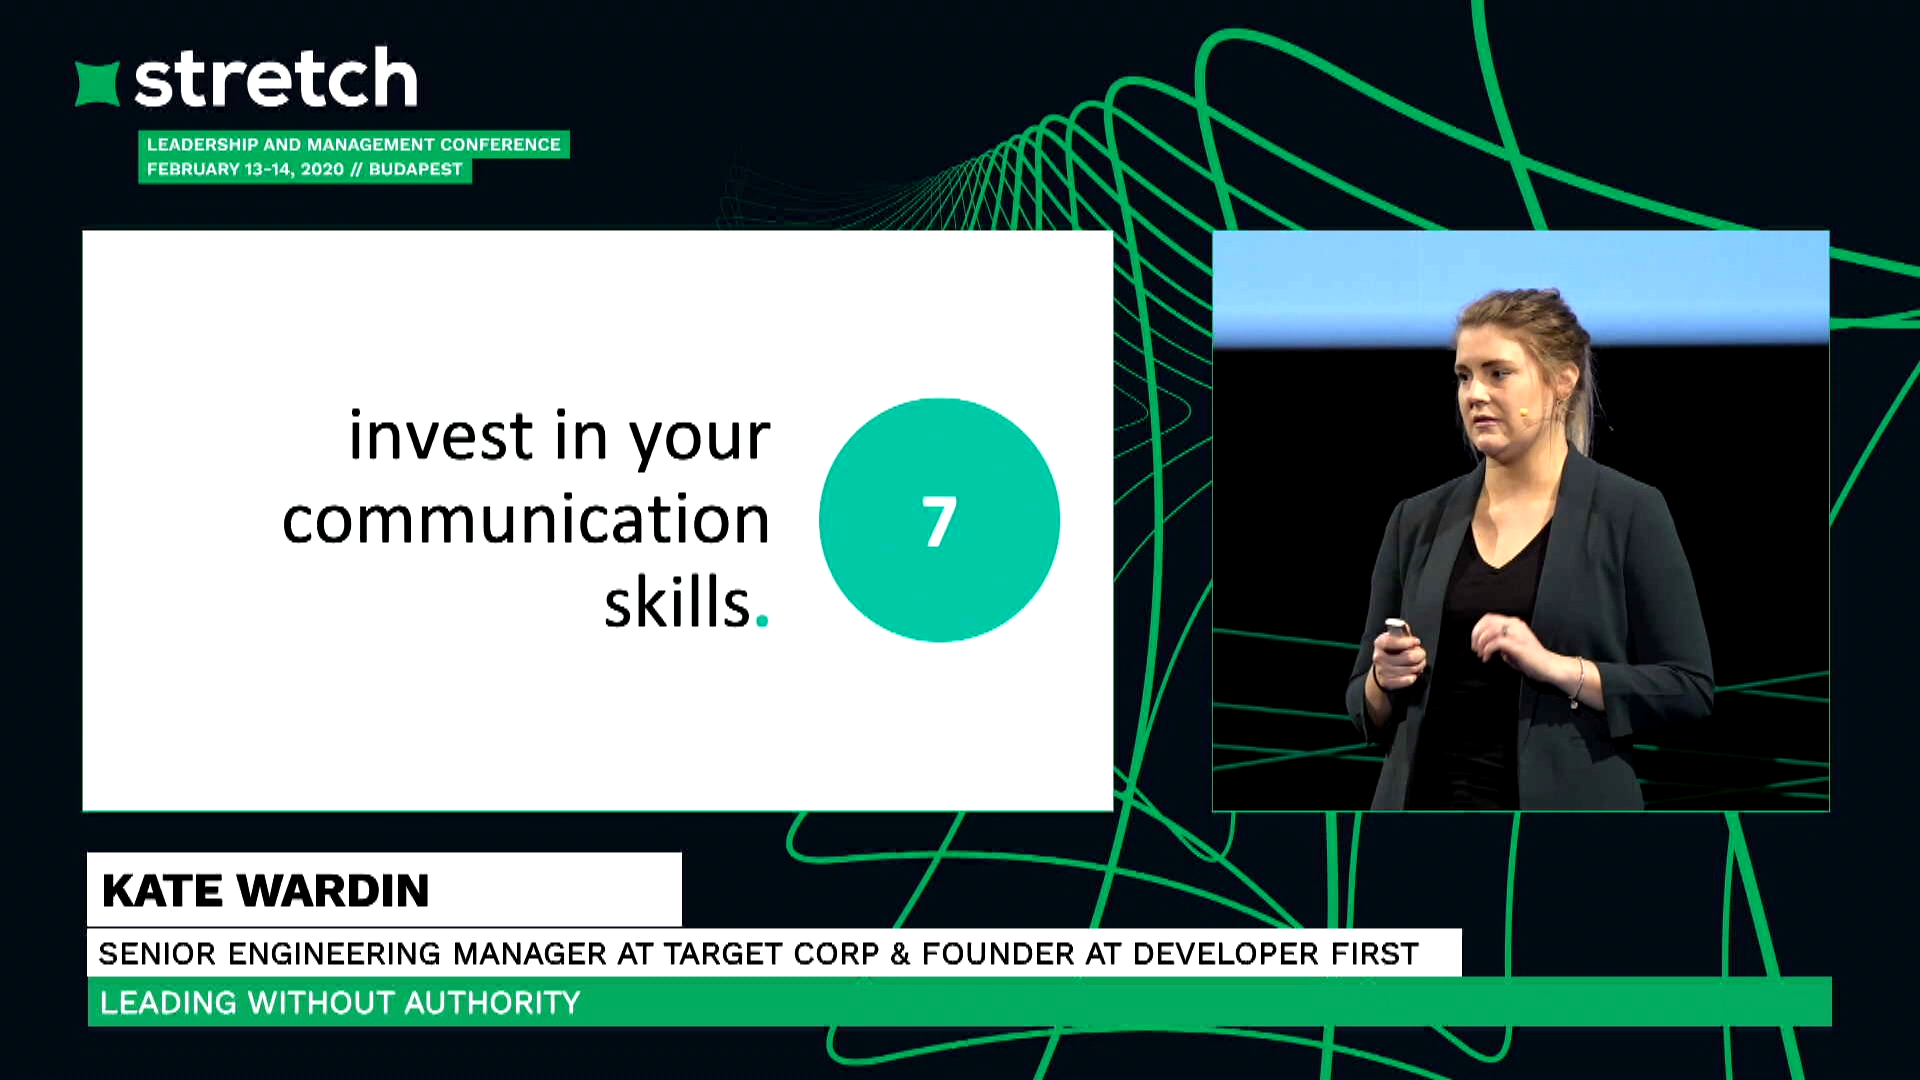 stretch
LEADERSHIP AND MANAGEMENT CONFERENCE
FEBRUARY 13-14, 2020 // BUDAPEST
invest in your
communication
skills.
7
KATE WARDIN
SENIOR ENGINEERING MANAGER AT TARGET CORP & FOUNDER AT DEVELOPER FIRST
LEADING WITHOUT AUTHORITY